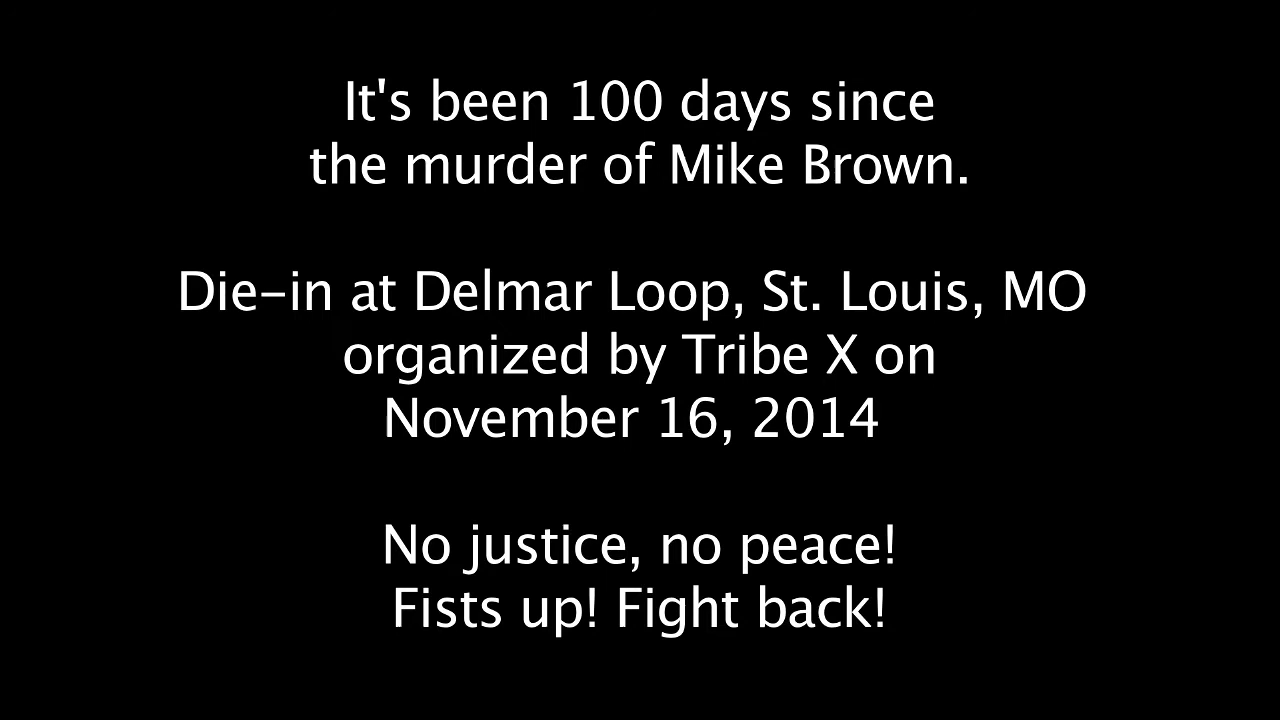 It's been 100 days since
the murder of Mike Brown.
Die-in at Delmar Loop, St. Louis, MO
organized by Tribe X on
November 16, 2014
No justice, no peace!
Fists up! Fight back!